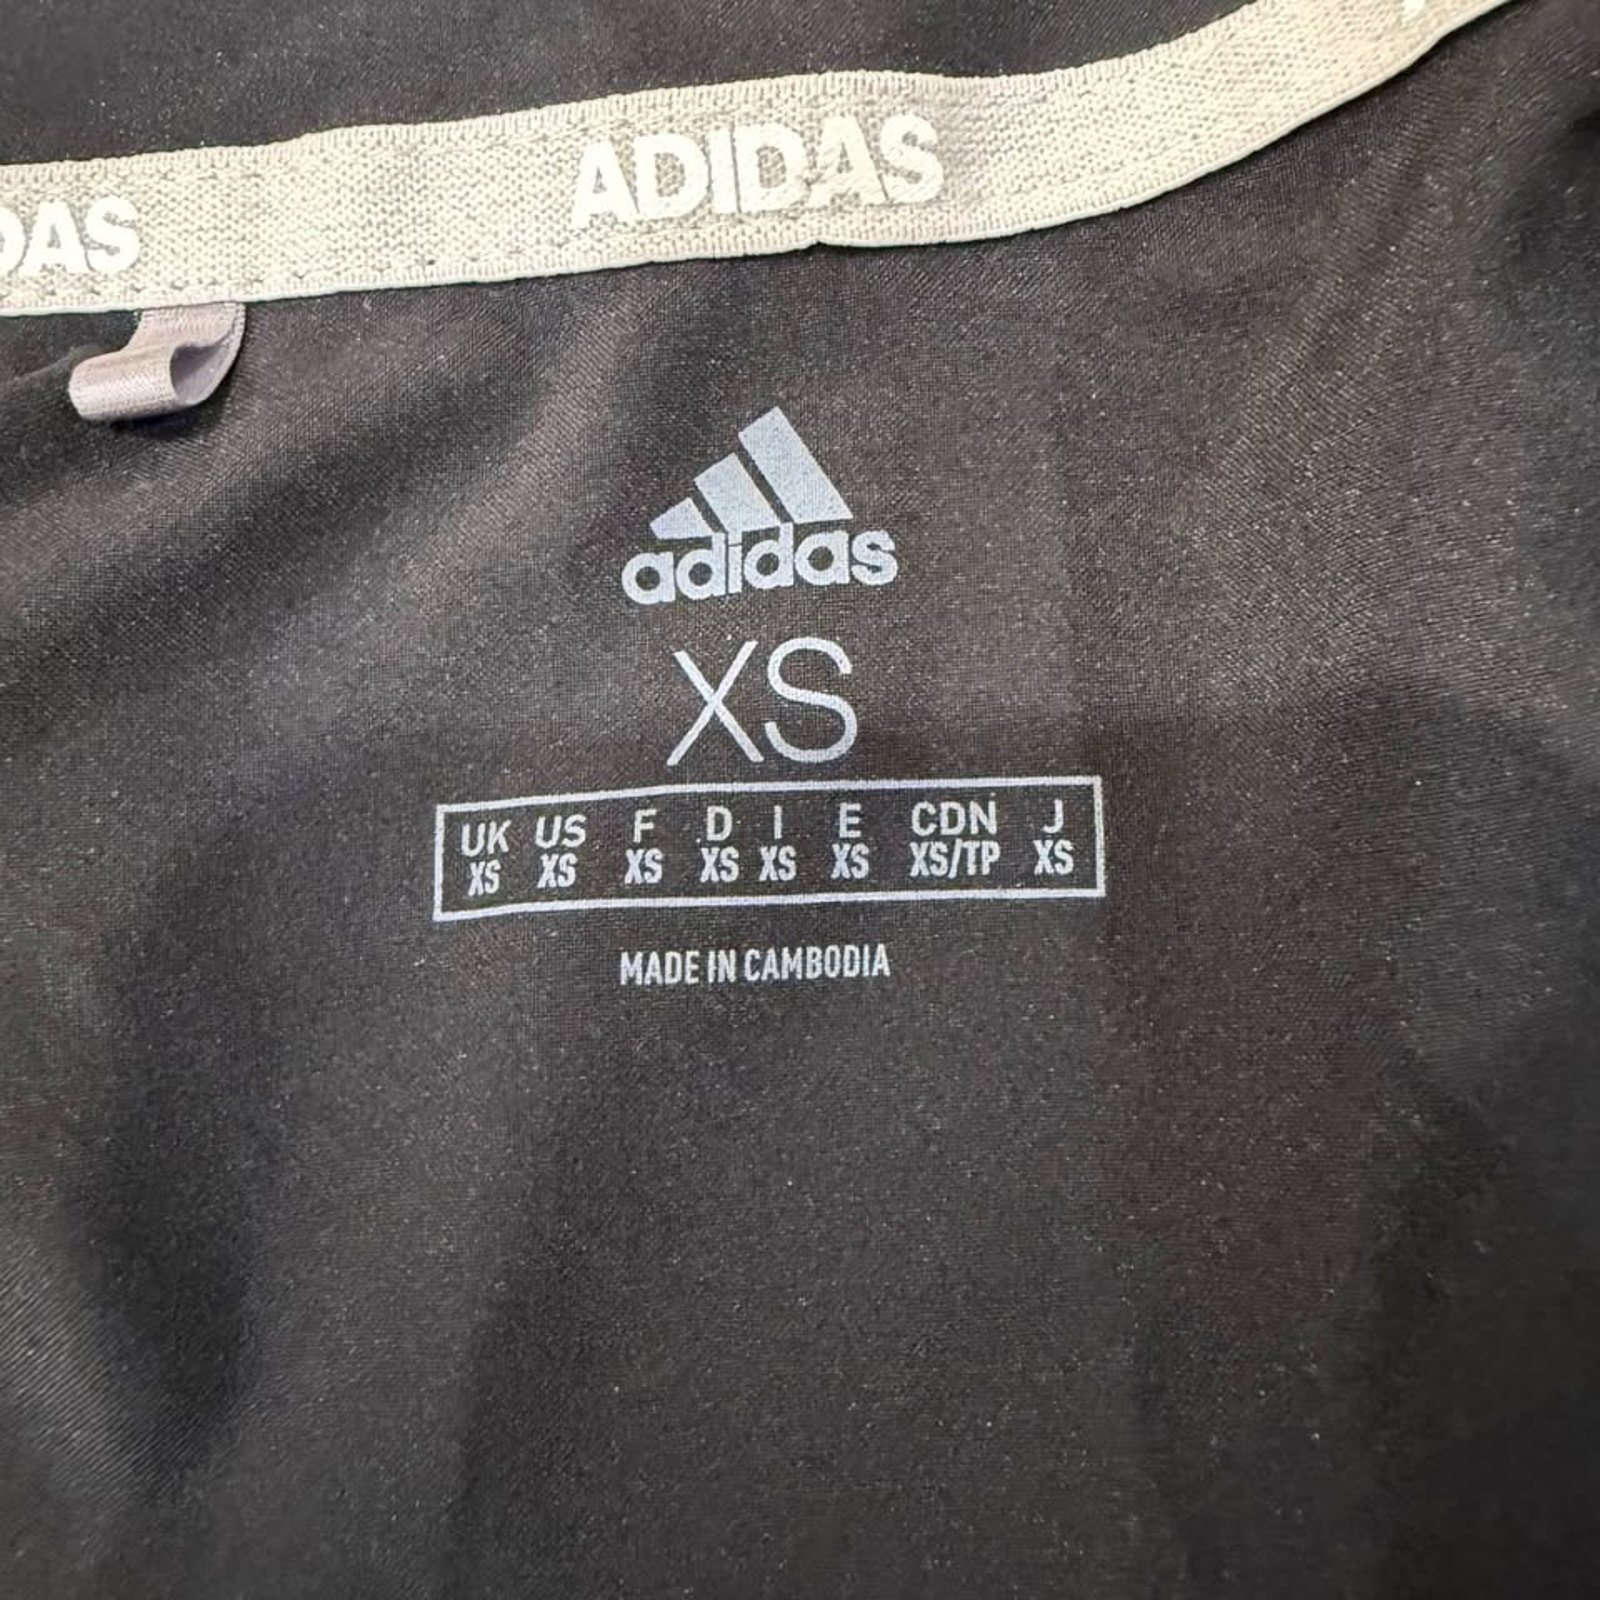 ADIDAS
DAS
adidas
XS
UK US F D I E CDN J
XS XS XS XS XS XS XS/TP XS
MADE IN CAMBODIA